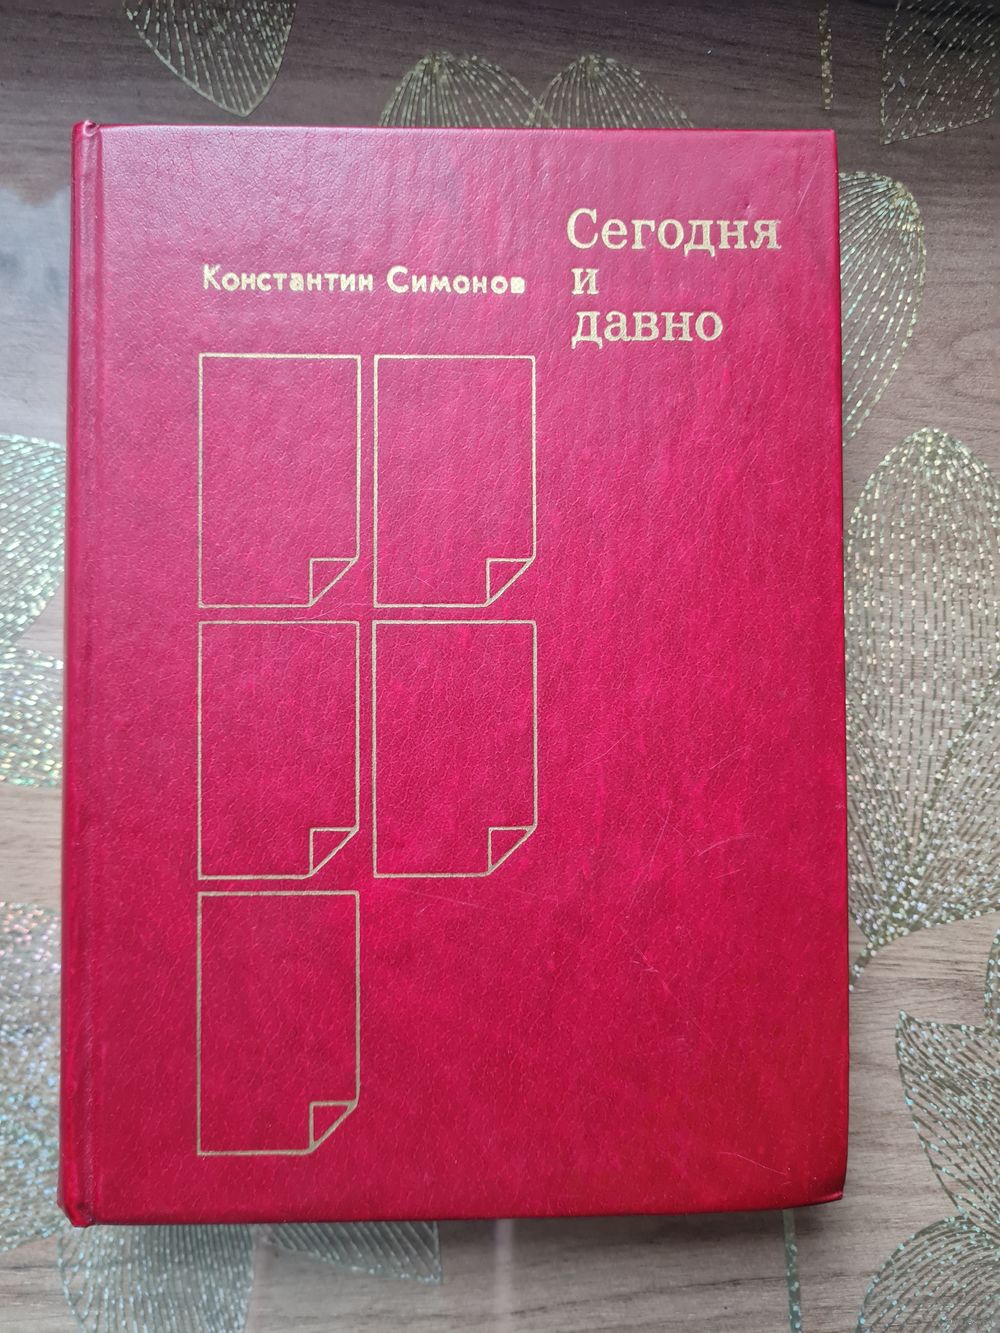 Константин Симонов
Сегодня
и
давно